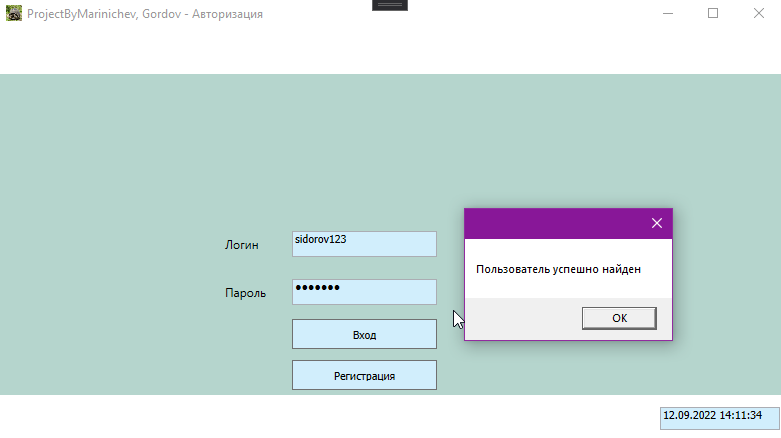 ProjectByMarinichev, Gordov - Авторизация
Логин
sidorov123
Пользователь успешно найден
Пароль
•••••••
OK
Вход
Регистрация
12.09.2022 14:11:34